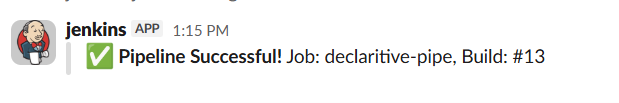 jenkins APP 1:15 PM
✅ Pipeline Successful! Job: declaritive-pipe, Build: #13